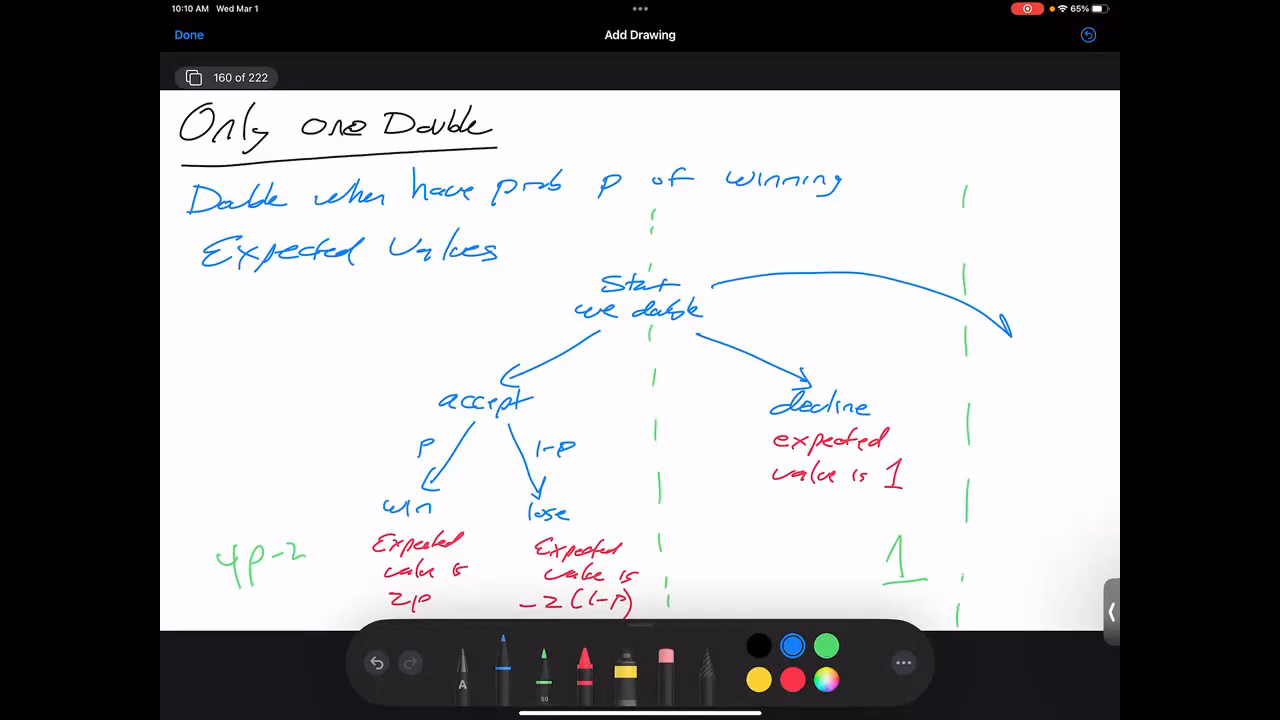 10:10 AM Wed Mar 1
65%
Done
Add Drawing
160 of 222
Only one Double
Double when have prob p of winning
Expected Values
Start
we double
accept
decline
p
1-p
expected
value is 1
win
lose
Expected
value is
2p
Expected
value is
-2(1-p)
4p-2
1
A
50